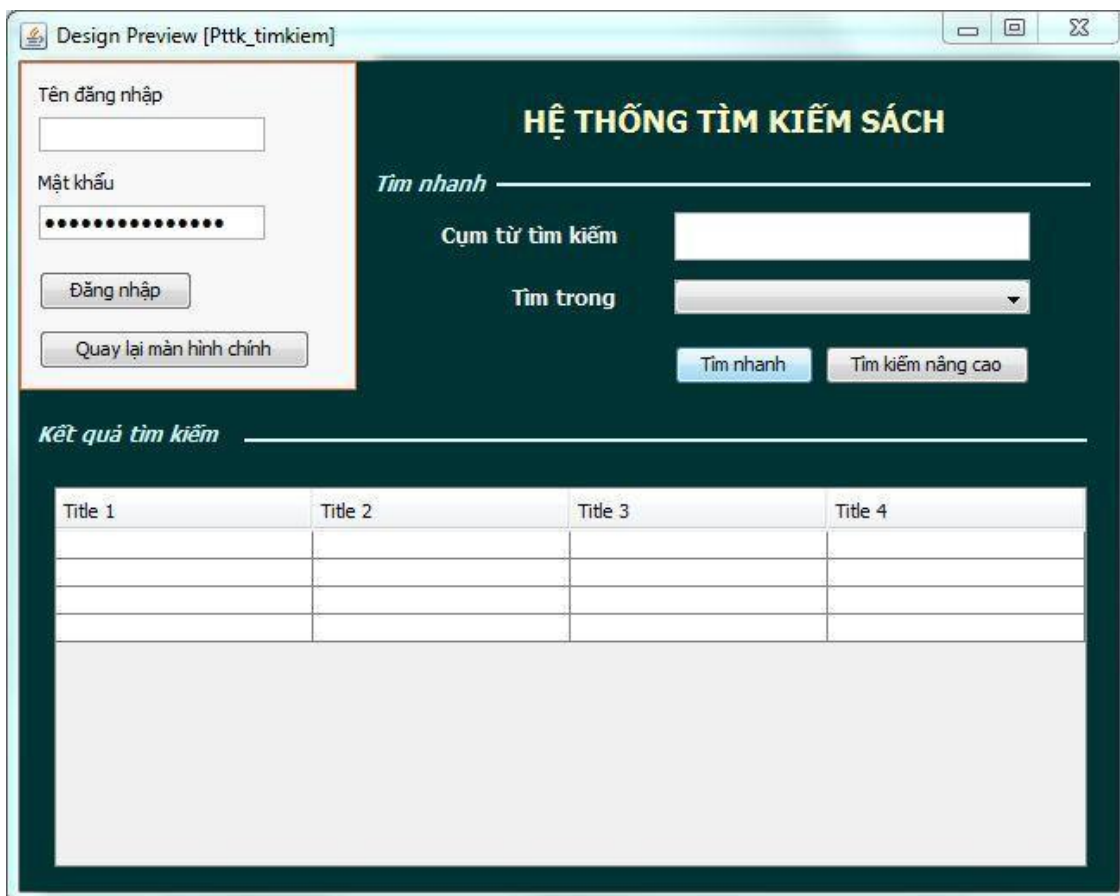 Design Preview [Pttk_timkiem]
Tên đăng nhập
Mật khẩu
•••••••••••••••
Đăng nhập
Quay lại màn hình chính
HỆ THỐNG TÌM KIẾM SÁCH
Tìm nhanh
Cụm từ tìm kiếm
Tìm trong
Tìm nhanh Tìm kiếm nâng cao
Kết quả tìm kiếm
Title 1 Title 2 Title 3 Title 4